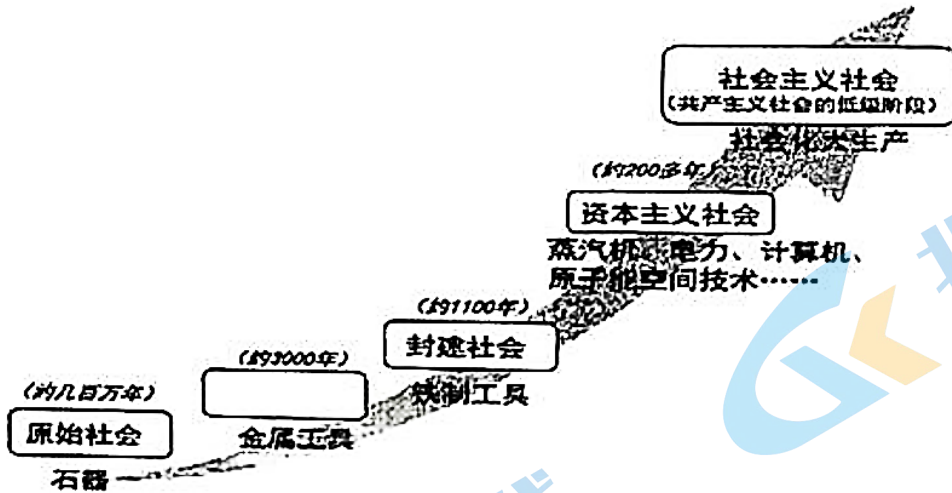 社会主义社会
(共产主义社会的低级阶段)
社会化大生产
(约200多年)
资本主义社会
蒸汽机、电力、计算机、
原子能空间技术……
(约1100年)
封建社会
铁制工具
(约3000年)
金属工具
(约几百万年)
原始社会
石器